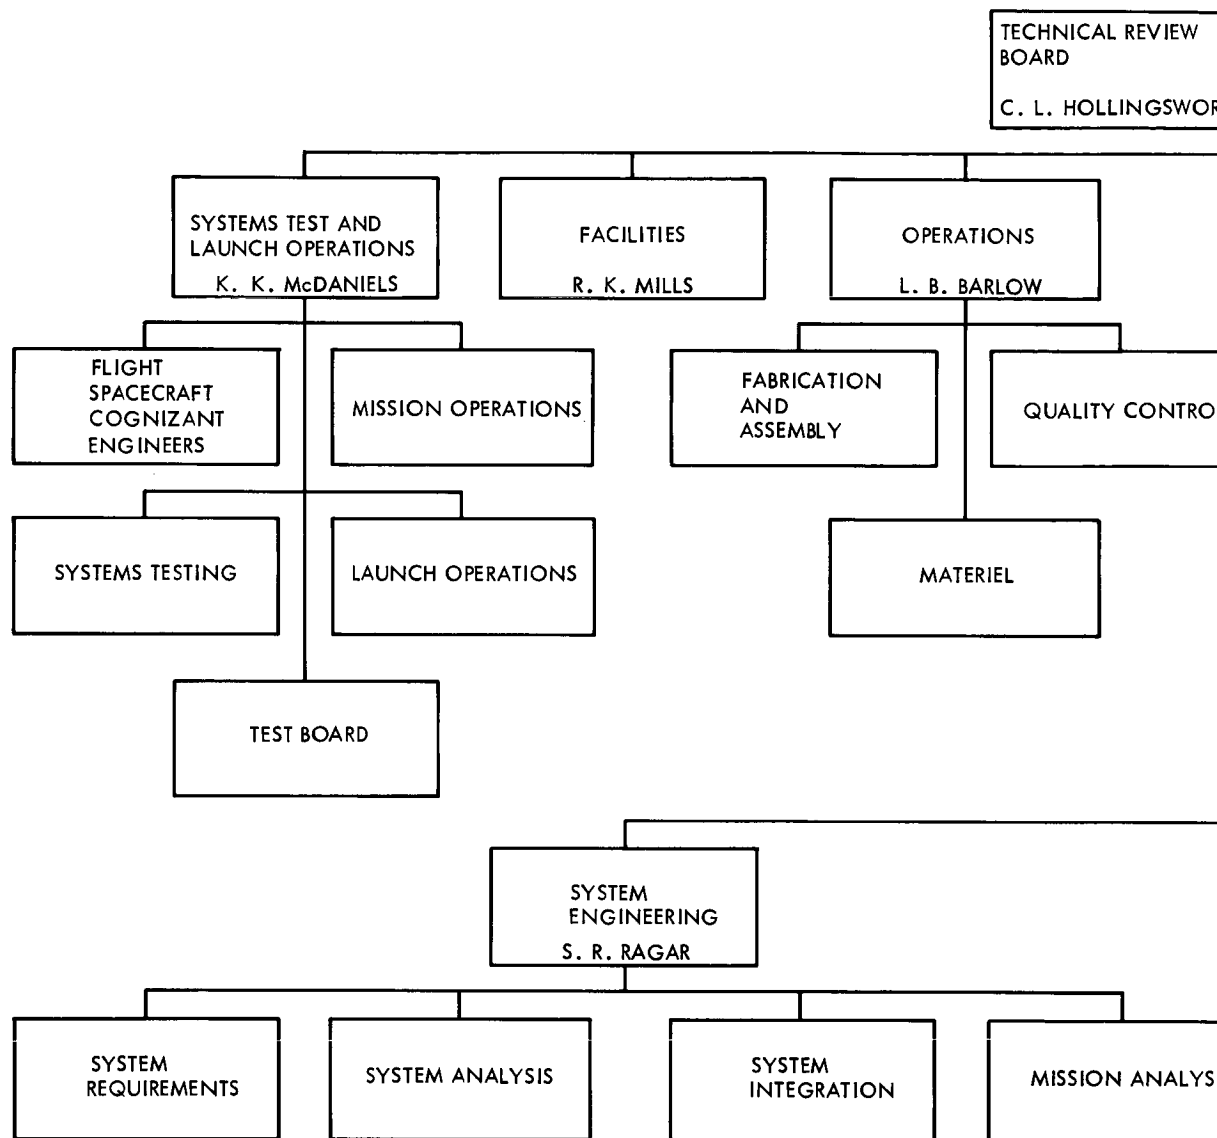 TECHNICAL REVIEW
BOARD
C. L. HOLLINGSWOR
SYSTEMS TEST AND
LAUNCH OPERATIONS
K. K. McDANIELS
FACILITIES
R. K. MILLS
OPERATIONS
L. B. BARLOW
FLIGHT
SPACECRAFT
COGNIZANT
ENGINEERS
MISSION OPERATIONS
FABRICATION
AND
ASSEMBLY
QUALITY CONTRO
SYSTEMS TESTING
LAUNCH OPERATIONS
MATERIEL
TEST BOARD
SYSTEM
ENGINEERING
S. R. RAGAR
SYSTEM
REQUIREMENTS
SYSTEM ANALYSIS
SYSTEM
INTEGRATION
MISSION ANALYS